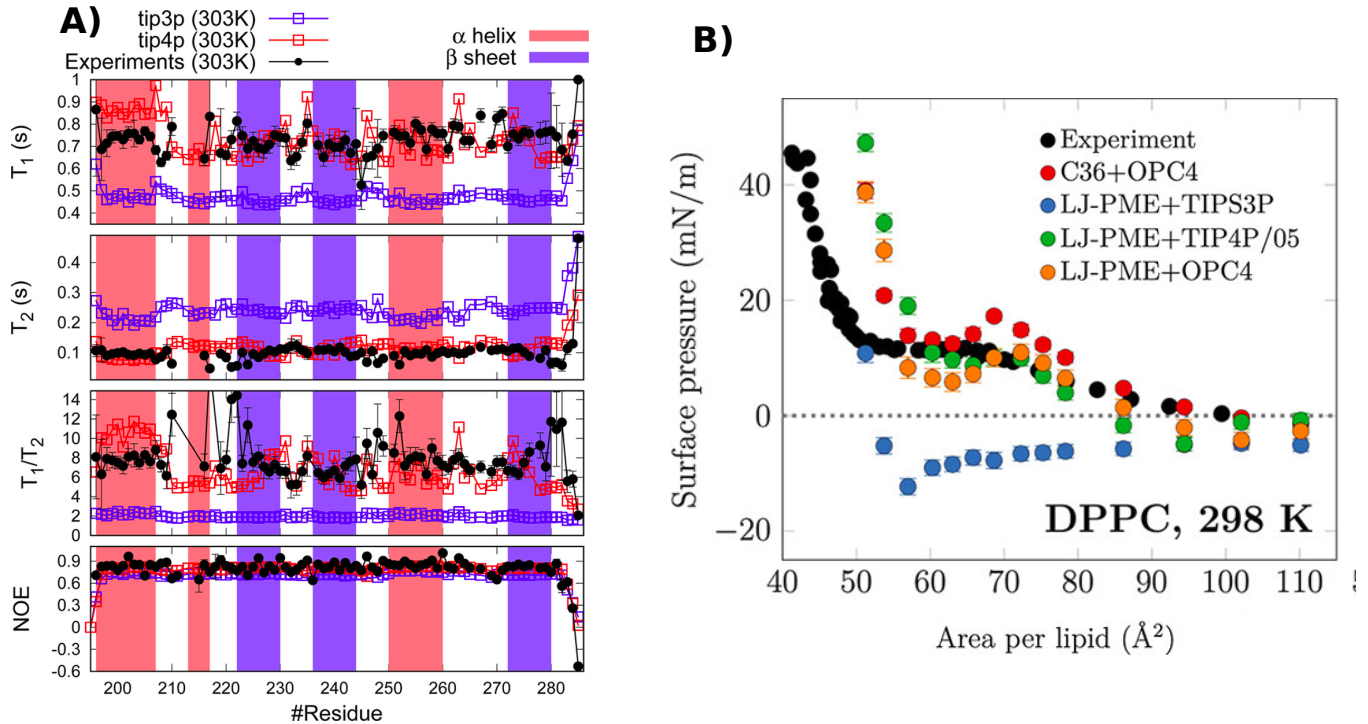 A)
tip3p (303K)
tip4p (303K)
Experiments (303K)
α helix
β sheet
T1 (s)
1
0.9
0.8
0.7
0.6
0.5
0.4
T2 (s)
0.4
0.3
0.2
0.1
T1/T2
14
12
10
8
6
4
2
0
NOE
0.9
0.6
0.3
0
-0.3
-0.6
200 210 220 230 240 250 260 270 280
#Residue
B)
Surface pressure (mN/m)
40
20
0
−20
Experiment
C36+OPC4
LJ-PME+TIPS3P
LJ-PME+TIP4P/05
LJ-PME+OPC4
DPPC, 298 K
40 50 60 70 80 90 100 110
Area per lipid (Å²)